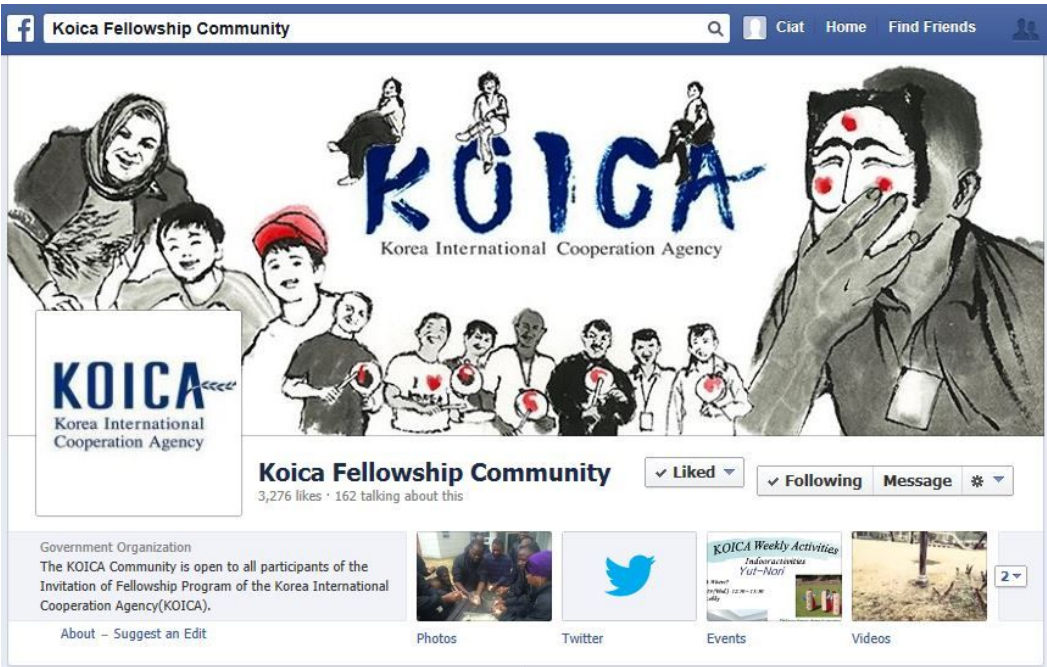 Koica Fellowship Community
Ciat Home Find Friends
KOICA
Korea International Cooperation Agency
I
KOICA
Korea International
Cooperation Agency
Koica Fellowship Community
Liked
Following Message
3,276 likes · 162 talking about this
Government Organization
The KOICA Community is open to all participants of the
Invitation of Fellowship Program of the Korea International
Cooperation Agency(KOICA).
About – Suggest an Edit
KOICA Weekly Activities
Indooractivities
Yut-Nori
2
Photos
Twitter
Events
Videos